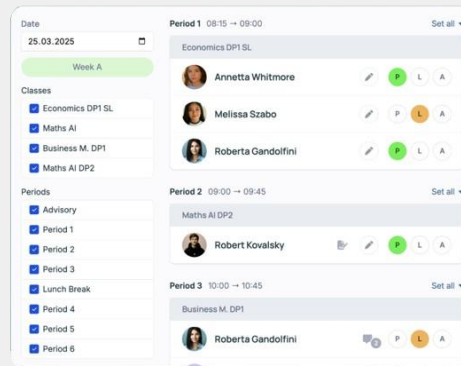 Date
25.03.2025
Week A
Classes
Economics DP1 SL
Maths AI
Business M. DP1
Maths AI DP2
Periods
Advisory
Period 1
Period 2
Period 3
Lunch Break
Period 4
Period 5
Period 6
Period 1 08:15 → 09:00 Set all
Economics DP1 SL
Annetta Whitmore P L A
Melissa Szabo P L A
Roberta Gandolfini P L A
Period 2 09:00 → 09:45 Set all
Maths AI DP2
Robert Kovalsky P L A
Period 3 10:00 → 10:45 Set all
Business M. DP1
Roberta Gandolfini 2 P L A